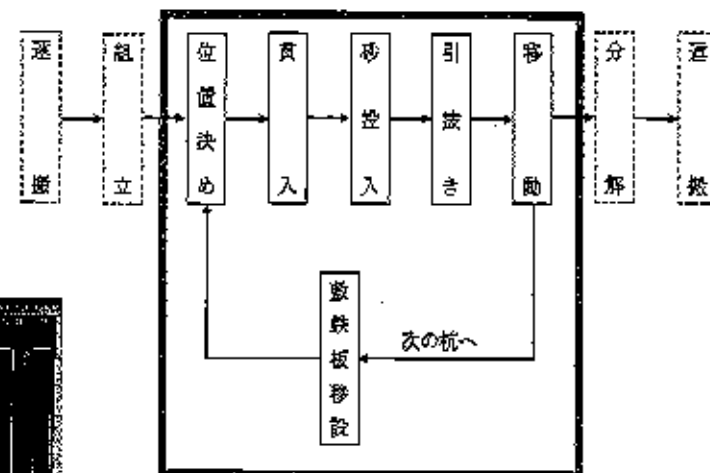 運搬
組立
位置決め
貫入
砂投入
引抜き
移動
分解
運搬
敷鉄板移設
次の杭へ